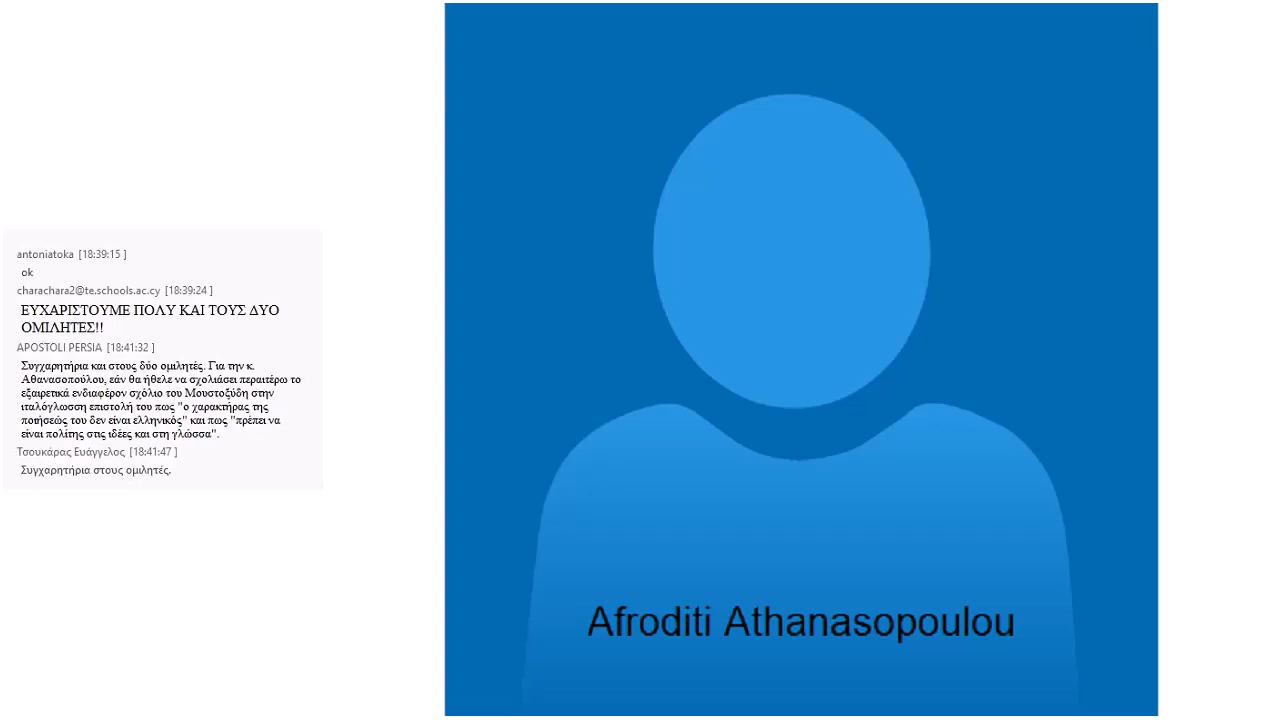 antoniatoka [18:39:15 ]
ok
charachara2@te.schools.ac.cy [18:39:24 ]
ΕΥΧΑΡΙΣΤΟΥΜΕ ΠΟΛΥ ΚΑΙ ΤΟΥΣ ΔΥΟ
ΟΜΙΛΗΤΕΣ!!
APOSTOLI PERSIA [18:41:32 ]
Συγχαρητήρια και στους δύο ομιλητές. Για την κ.
Αθανασοπούλου, εάν θα ήθελε να σχολιάσει περαιτέρω το
εξαιρετικά ενδιαφέρον σχόλιο του Μουστοξύδη στην
ιταλόγλωσση επιστολή του πως "ο χαρακτήρας της
ποιήσεώς του δεν είναι ελληνικός" και πως "πρέπει να
είναι πολίτης στις ιδέες και στη γλώσσα".
Τσουκάρας Ευάγγελος [18:41:47 ]
Συγχαρητήρια στους ομιλητές.
Afroditi Athanasopoulou